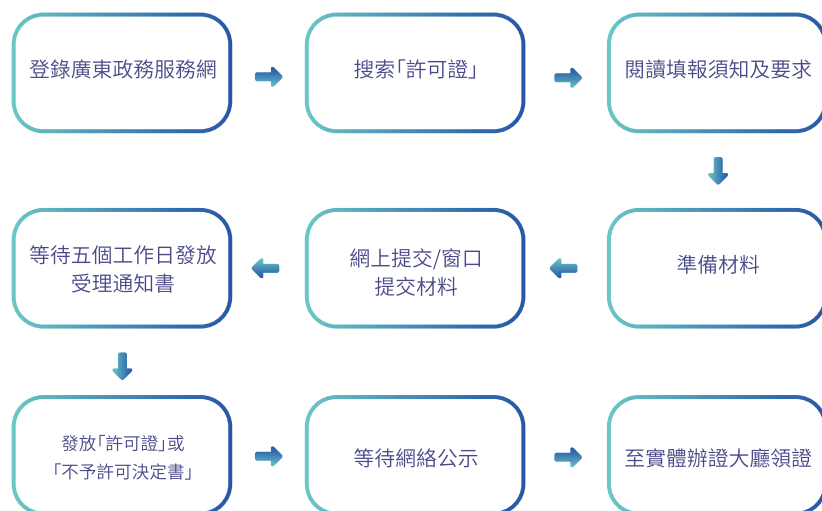 登錄廣東政務服務網
搜索「許可證」
閱讀填報須知及要求
準備材料
網上提交/窗口
提交材料
等待五個工作日發放
受理通知書
發放「許可證」或
「不予許可決定書」
等待網絡公示
至實體辦證大廳領證